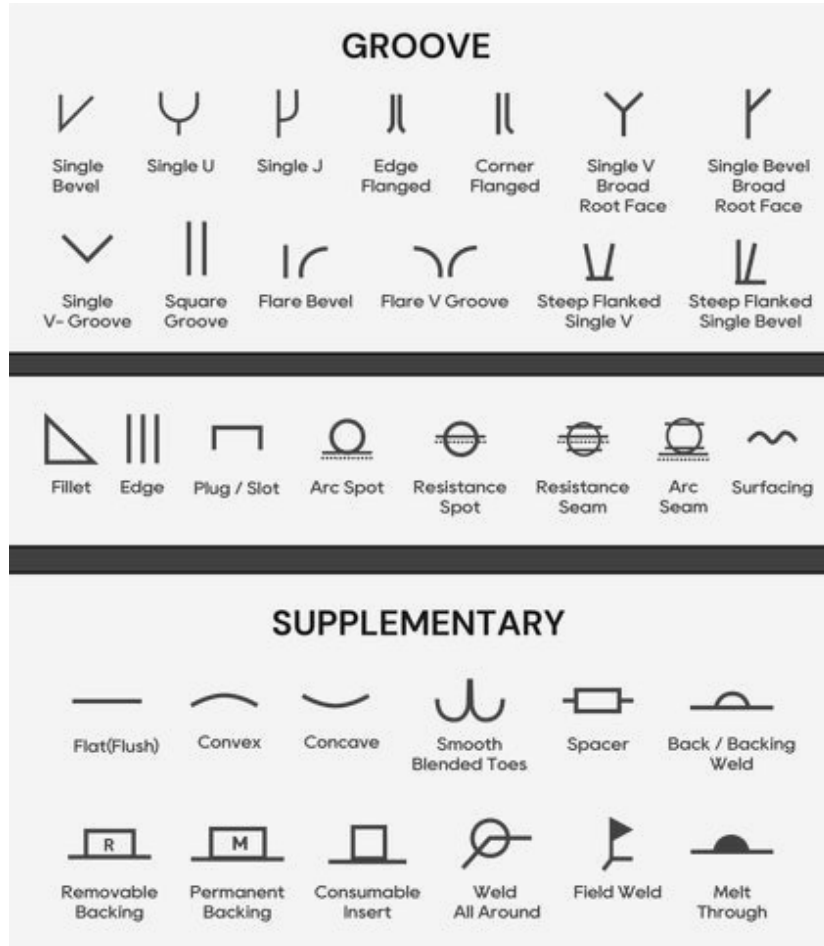 GROOVE
Single
Bevel
Single U
Single J
Edge
Flanged
Corner
Flanged
Single V
Broad
Root Face
Single Bevel
Broad
Root Face
Single
V- Groove
Square
Groove
Flare Bevel
Flare V Groove
Steep Flanked
Single V
Steep Flanked
Single Bevel
Fillet
Edge
Plug / Slot
Arc Spot
Resistance
Spot
Resistance
Seam
Arc
Seam
Surfacing
SUPPLEMENTARY
Flat(Flush)
Convex
Concave
Smooth
Blended Toes
Spacer
Back / Backing
Weld
R
Removable
Backing
M
Permanent
Backing
Consumable
Insert
Weld
All Around
Field Weld
Melt
Through